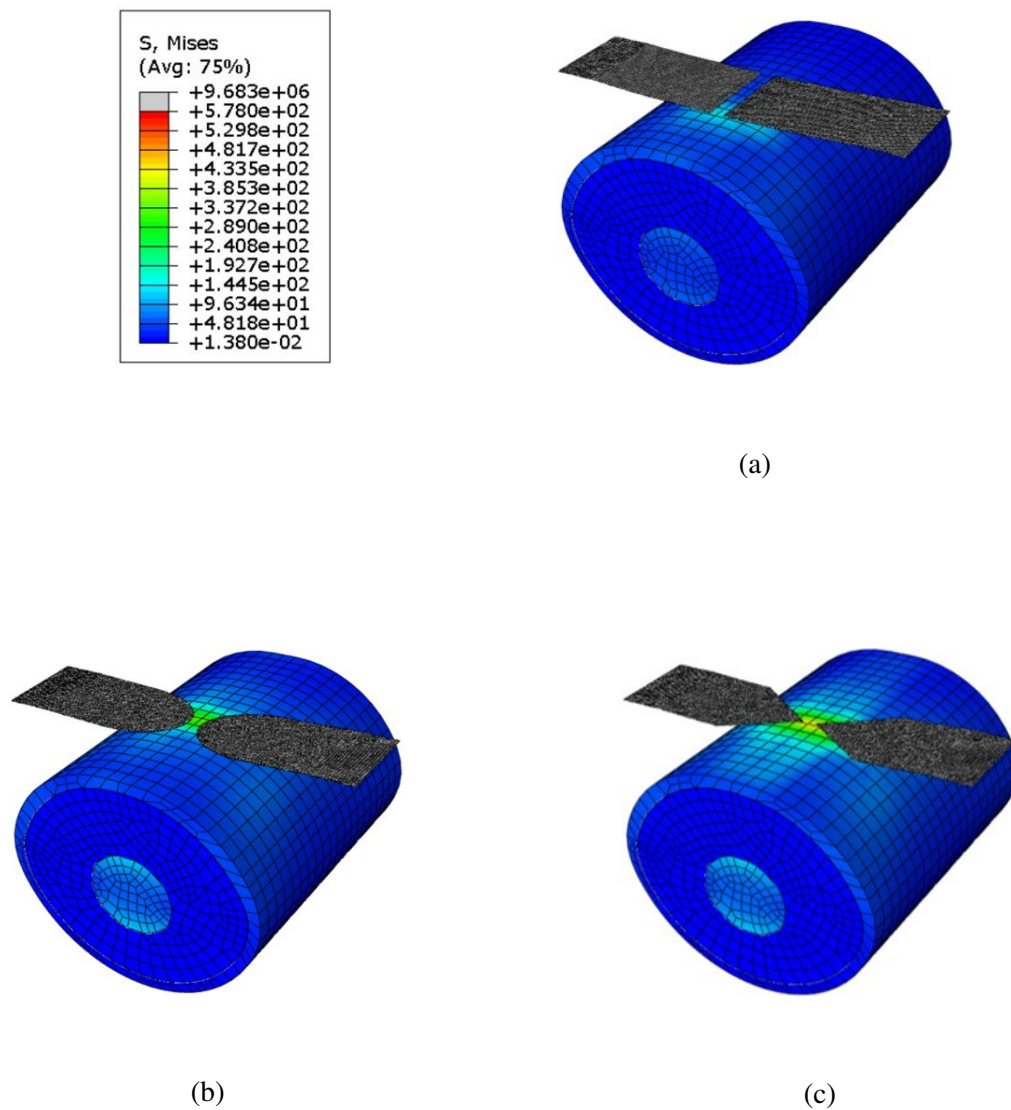 S, Mises
(Avg: 75%)
+9.683e+06
+5.780e+02
+5.298e+02
+4.817e+02
+4.335e+02
+3.853e+02
+3.372e+02
+2.890e+02
+2.408e+02
+1.927e+02
+1.445e+02
+9.634e+01
+4.818e+01
+1.380e-02
(a)
(b)
(c)